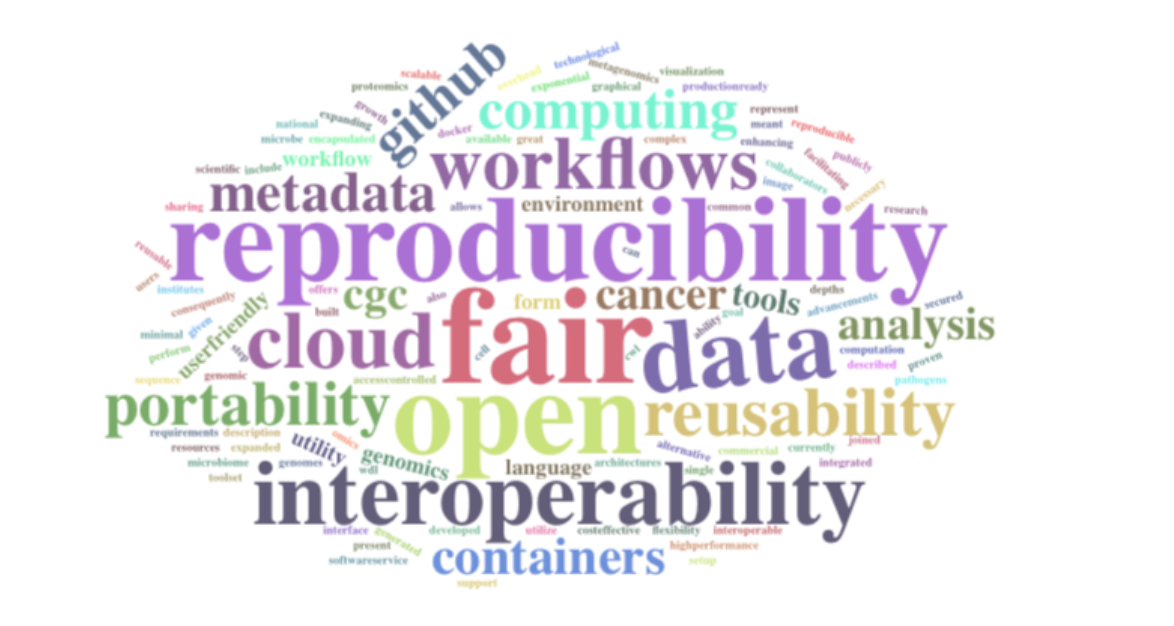 github
technological
scalable
overhead
metagenomics
visualization
proteomics
exponential
graphical
productionready
growth
expanding
computing
represent
national
docker
meant
reproducible
microbe
encapsulated
available
great
complex
enhancing
workflow
workflows
facilitating
publicly
scientific
include
collaborators
image
necessary
metadata
sharing
allows
environment
common
research
reproducibility
can
reusable
users
institutes
offers
cgc
also
form
cancer
tools
depths
consequently
built
userfriendly
goal
advancements
secured
minimal
given
cloud
fair
data
ability
analysis
perform
step
cell
cwl
computation
described
proven
sequence
genomic
accesscontrolled
pathogens
portability
open
reusability
requirements
description
utility
omics
joined
resources
expanded
alternative
commercial
currently
microbiome
genomes
wdl
genomics
language
architectures
single
integrated
toolset
interoperability
interface
generated
developed
utilize
costeffective
flexibility
interoperable
present
containers
highperformance
softwareservice
setup
support